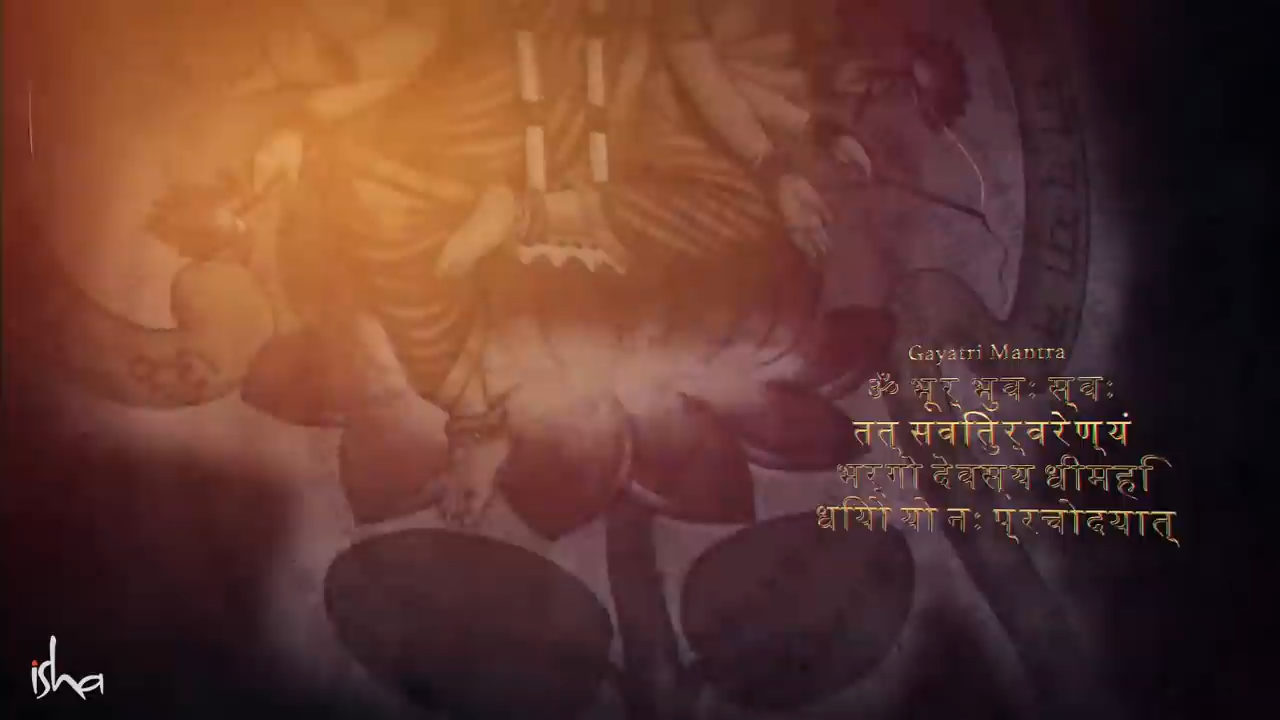 Gayatri Mantra
ॐ भूर् भुवः स्वः
तत् सवितुर्वरेण्यं
भर्गो देवस्य धीमहि
धियो यो नः प्रचोदयात्
isha